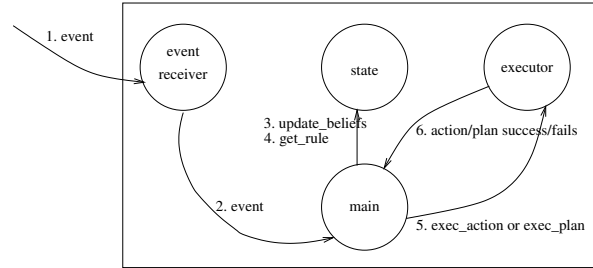 1. event
event
receiver
state
executor
3. update_beliefs
4. get_rule
6. action/plan success/fails
2. event
main
5. exec_action or exec_plan